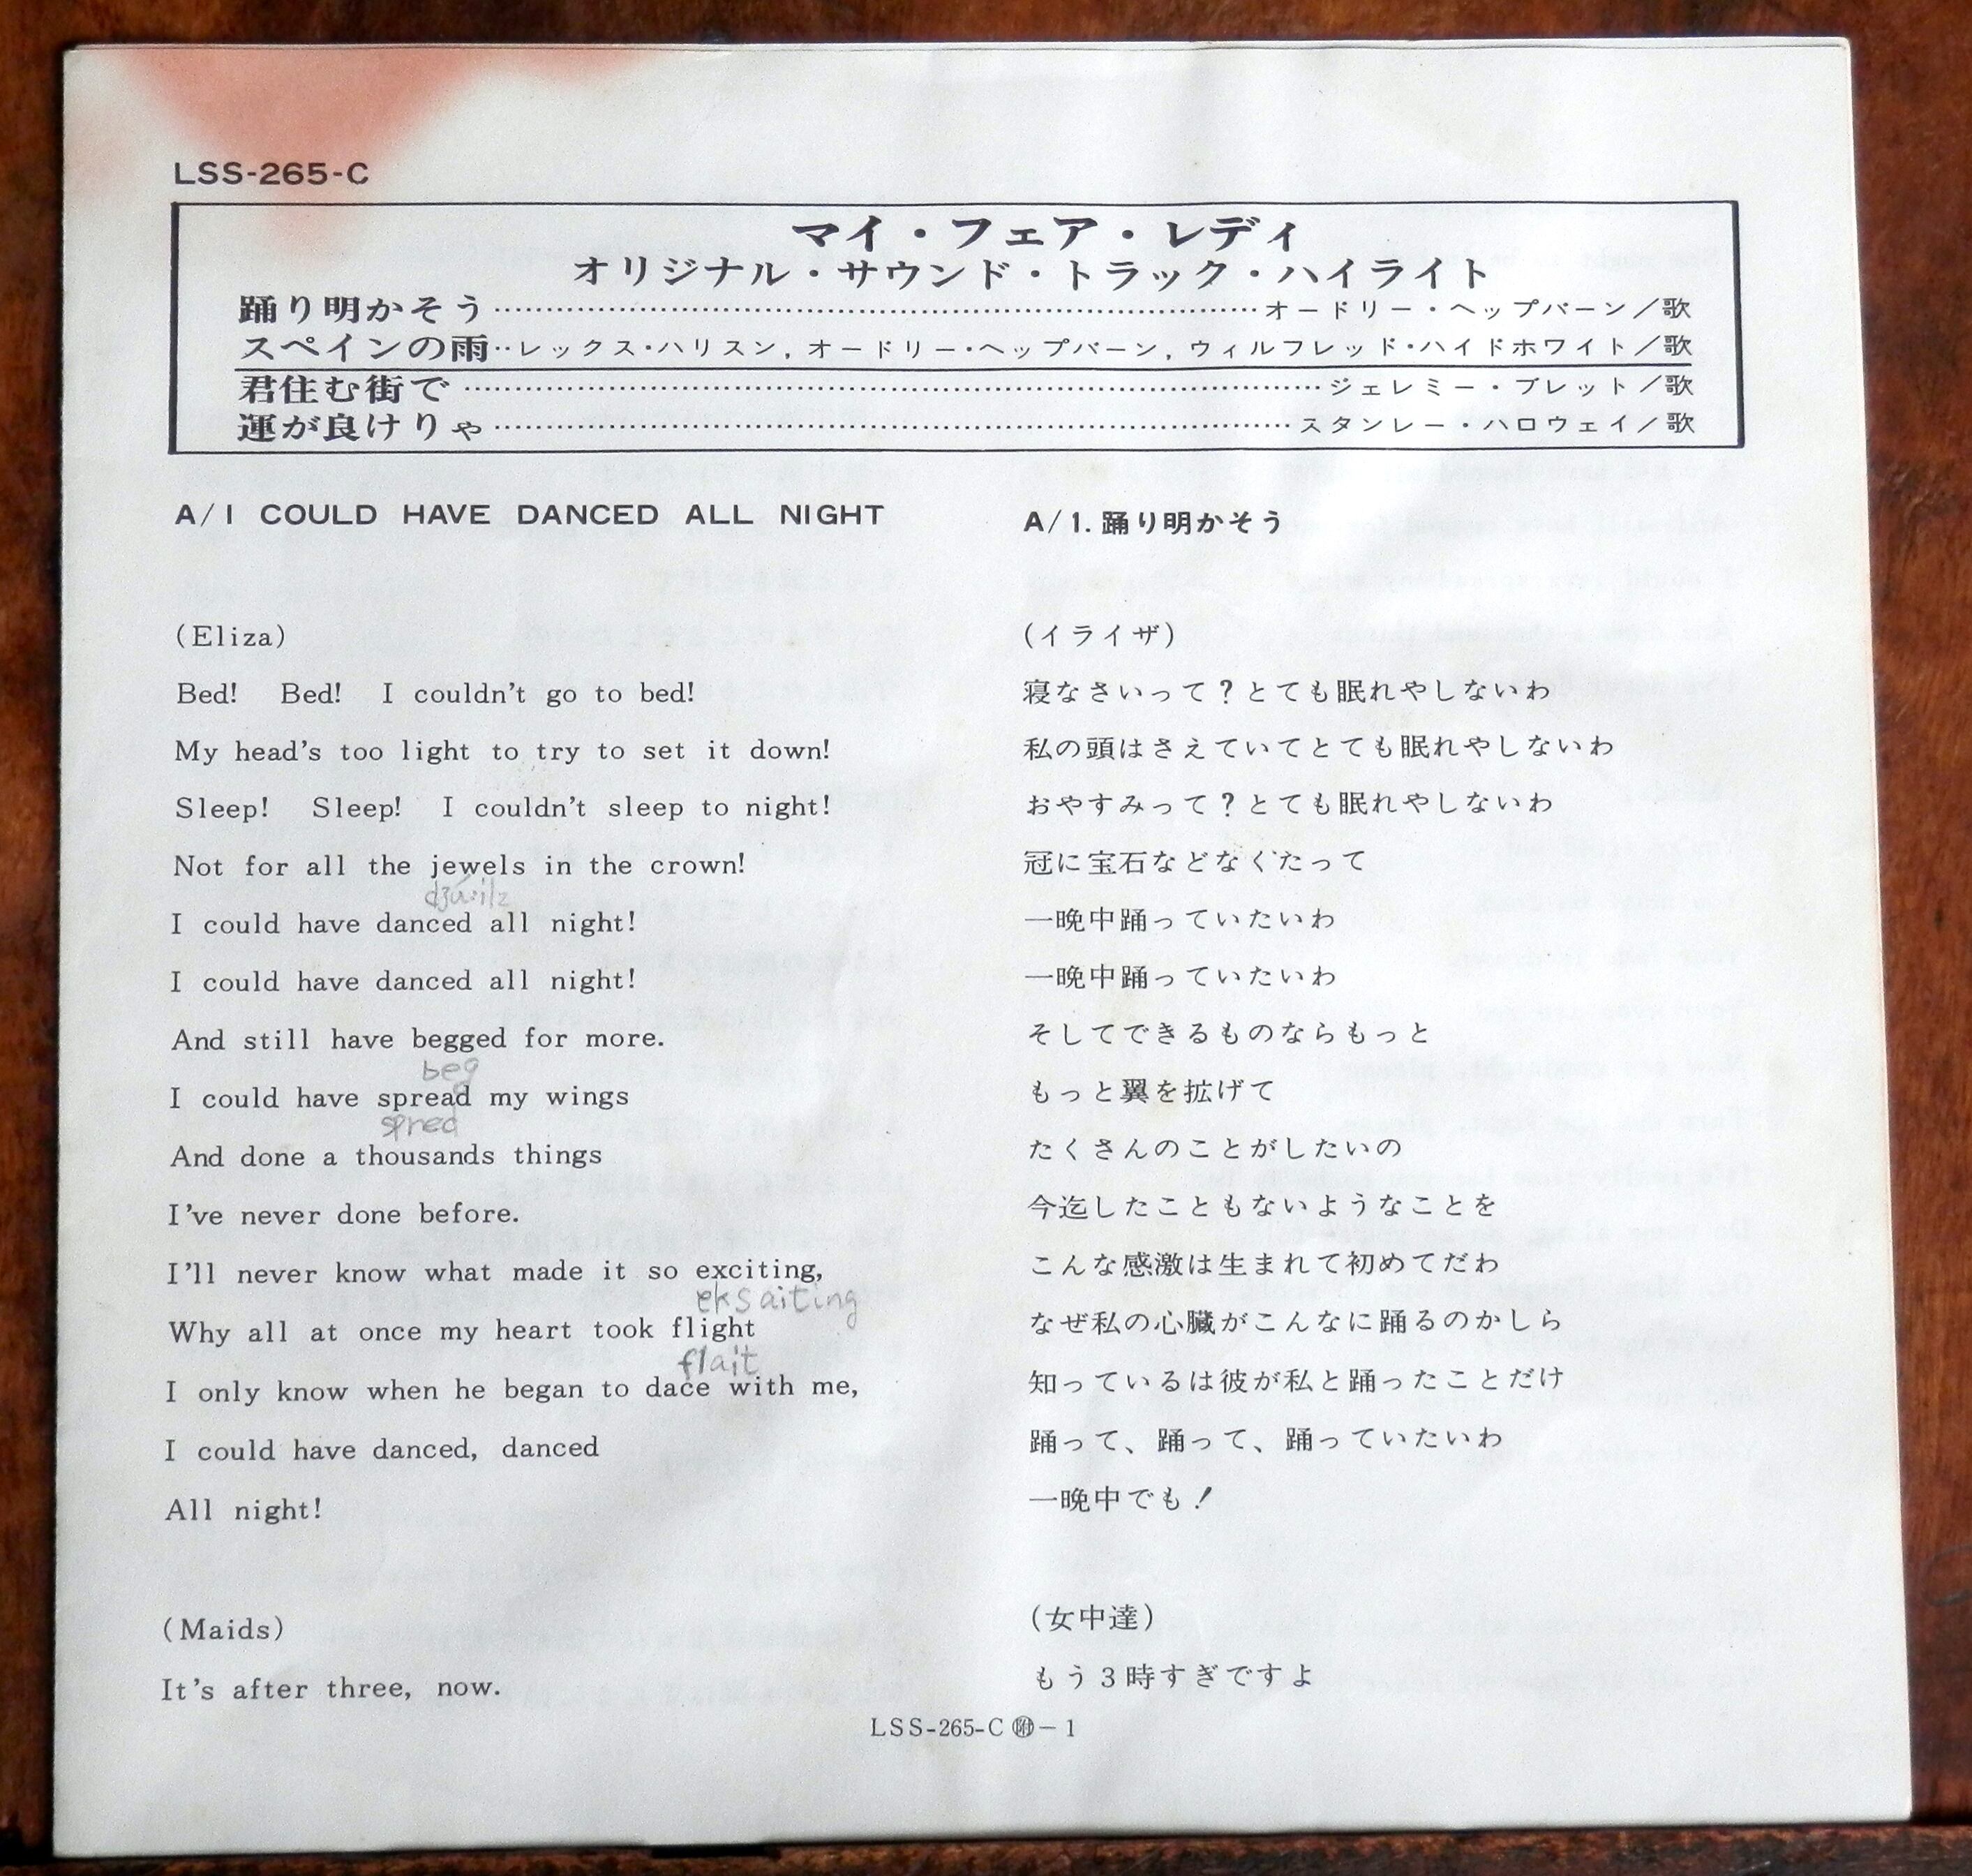 LSS-265-C
マイ・フェア・レディ
オリジナル・サウンド・トラック・ハイライト
踊り明かそう……………………………オードリー・ヘップバーン／歌
スペインの雨‥レックス・ハリスン，オードリー・ヘップバーン，ウィルフレッド・ハイドホワイト／歌
君住む街で……………………………ジェレミー・ブレット／歌
運が良けりゃ……………………………スタンレー・ハロウェイ／歌
A/I COULD HAVE DANCED ALL NIGHT
(Eliza)
Bed! Bed! I couldn't go to bed!
My head's too light to try to set it down!
Sleep! Sleep! I couldn't sleep to night!
Not for all the jewels in the crown!
dʒúːilz
I could have danced all night!
I could have danced all night!
And still have begged for more.
beg
I could have spread my wings
spred
And done a thousands things
I've never done before.
I'll never know what made it so exciting,
eksaiting
Why all at once my heart took flight
flait
I only know when he began to dace with me,
I could have danced, danced
All night!
(Maids)
It's after three, now.
A/1.踊り明かそう
(イライザ)
寝なさいって？とても眠れやしないわ
私の頭はさえていてとても眠れやしないわ
おやすみって？とても眠れやしないわ
冠に宝石などなくたって
一晩中踊っていたいわ
一晩中踊っていたいわ
そしてできるものならもっと
もっと翼を拡げて
たくさんのことがしたいの
今迄したこともないようなことを
こんな感激は生まれて初めてだわ
なぜ私の心臓がこんなに踊るのかしら
知っているは彼が私と踊ったことだけ
踊って、踊って、踊っていたいわ
一晩中でも！
(女中達)
もう3時すぎですよ
LSS-265-C㊕−1